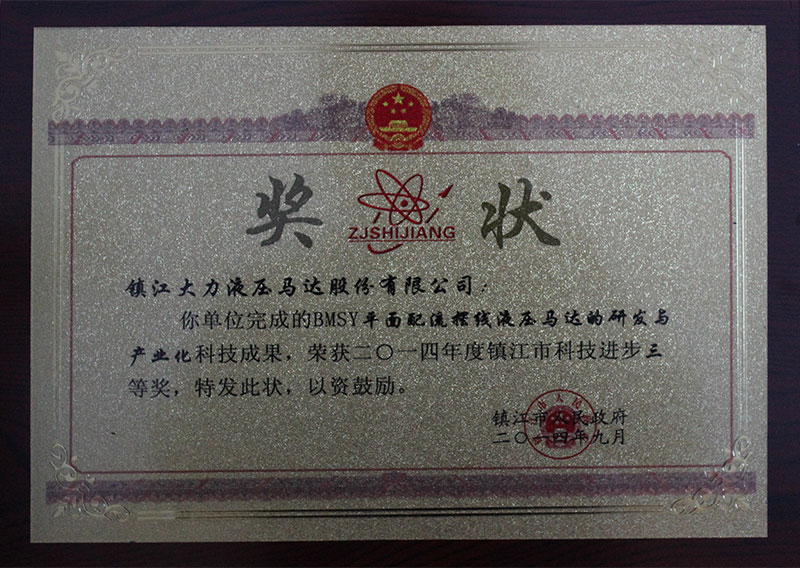 奖 ZJSHIJIANG 状
镇江大力液压马达股份有限公司：
你单位完成的BMSY平面配流摆线液压马达的研发与
产业化科技成果，荣获二〇一四年度镇江市科技进步三
等奖，特发此状，以资鼓励。
镇江市人民政府
二〇一四年九月